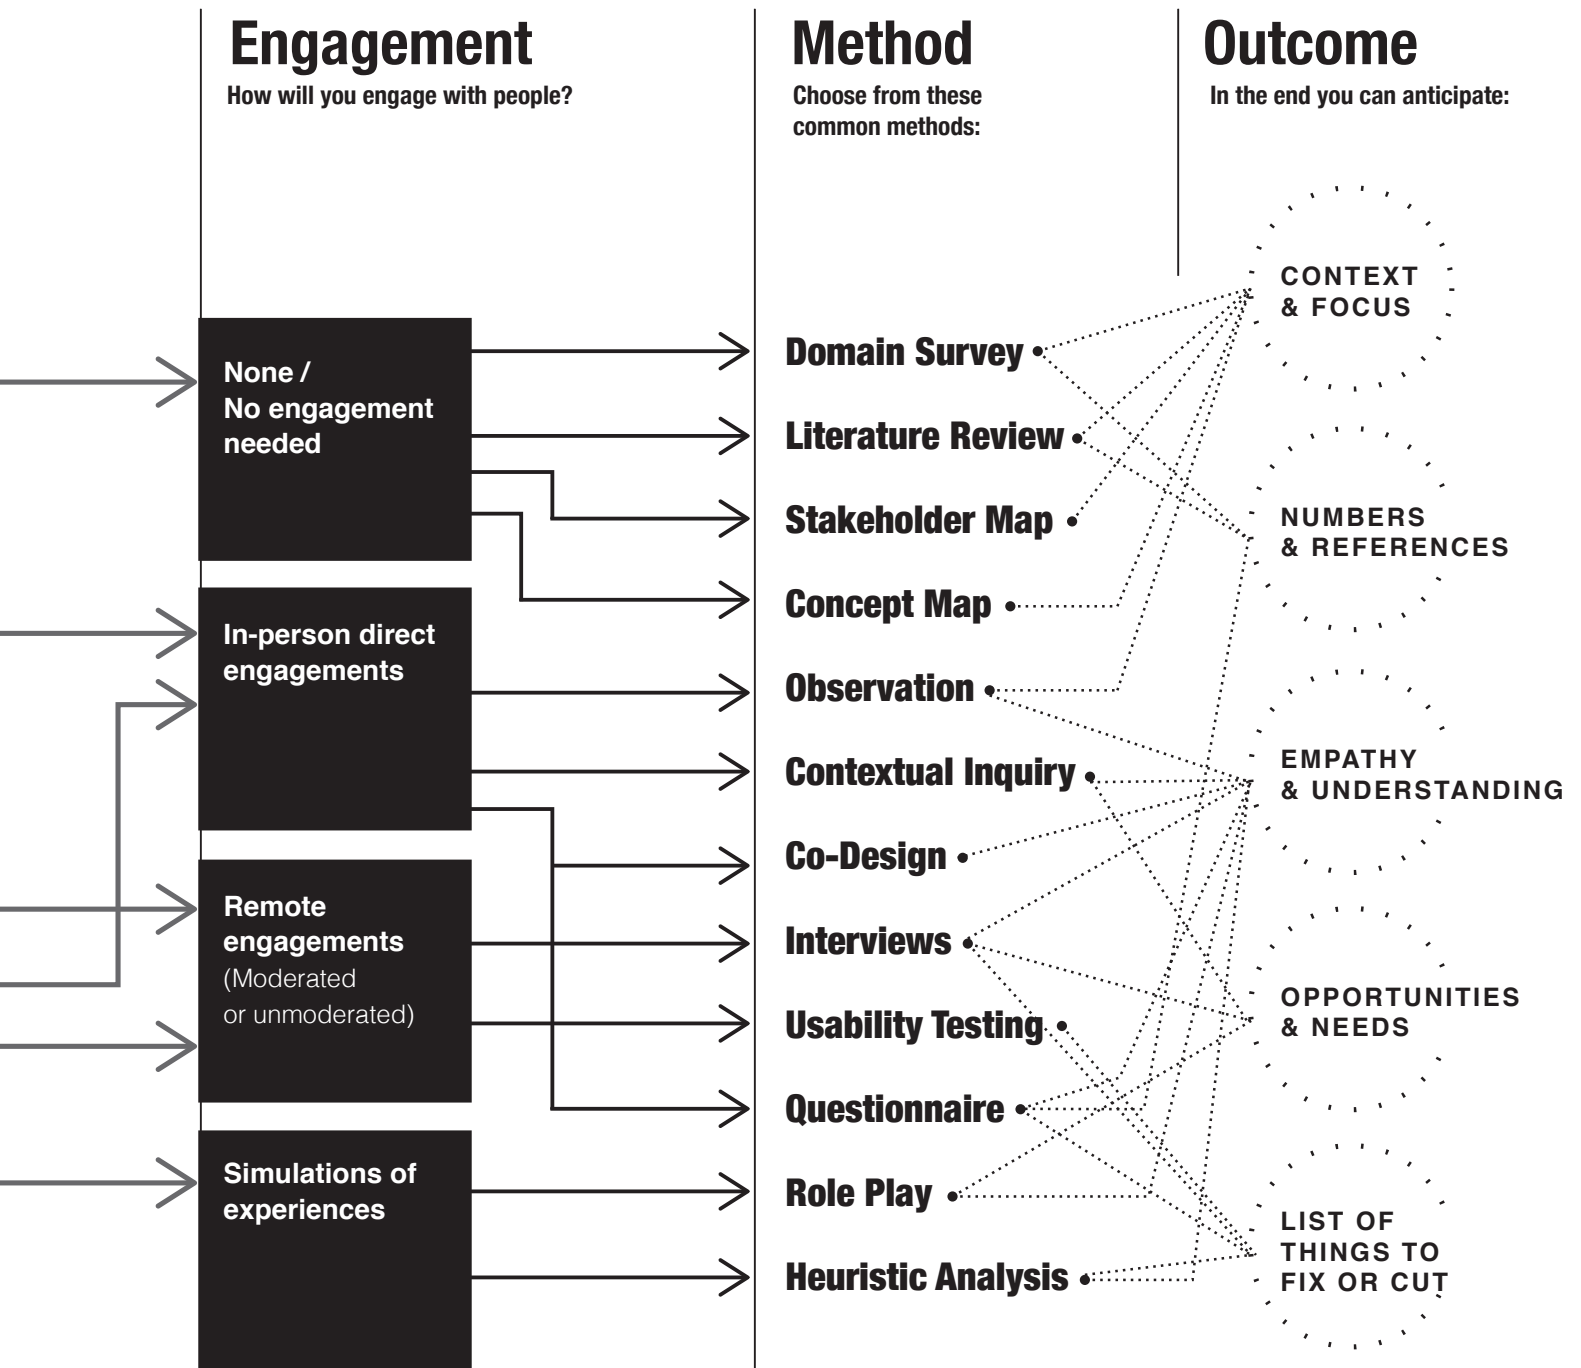 Engagement
How will you engage with people?
Method
Choose from these
common methods:
Outcome
In the end you can anticipate:
None /
No engagement
needed
In-person direct
engagements
Remote
engagements
(Moderated
or unmoderated)
Simulations of
experiences
Domain Survey
Literature Review
Stakeholder Map
Concept Map
Observation
Contextual Inquiry
Co-Design
Interviews
Usability Testing
Questionnaire
Role Play
Heuristic Analysis
CONTEXT
& FOCUS
NUMBERS
& REFERENCES
EMPATHY
& UNDERSTANDING
OPPORTUNITIES
& NEEDS
LIST OF
THINGS TO
FIX OR CUT